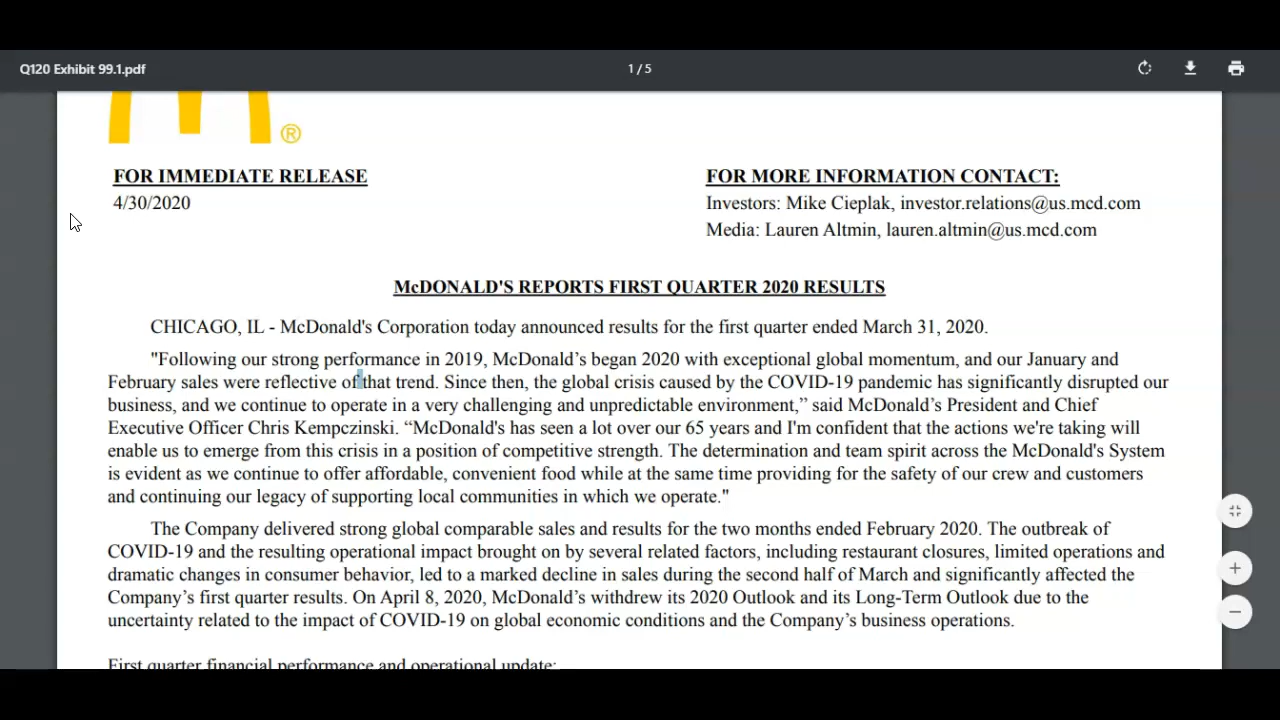 Q120 Exhibit 99.1.pdf
1 / 5
®
FOR IMMEDIATE RELEASE
4/30/2020
FOR MORE INFORMATION CONTACT:
Investors: Mike Cieplak, investor.relations@us.mcd.com
Media: Lauren Altmin, lauren.altmin@us.mcd.com
McDONALD'S REPORTS FIRST QUARTER 2020 RESULTS
CHICAGO, IL - McDonald's Corporation today announced results for the first quarter ended March 31, 2020.
"Following our strong performance in 2019, McDonald’s began 2020 with exceptional global momentum, and our January and
February sales were reflective of that trend. Since then, the global crisis caused by the COVID-19 pandemic has significantly disrupted our
business, and we continue to operate in a very challenging and unpredictable environment,” said McDonald’s President and Chief
Executive Officer Chris Kempczinski. “McDonald's has seen a lot over our 65 years and I'm confident that the actions we're taking will
enable us to emerge from this crisis in a position of competitive strength. The determination and team spirit across the McDonald's System
is evident as we continue to offer affordable, convenient food while at the same time providing for the safety of our crew and customers
and continuing our legacy of supporting local communities in which we operate."
The Company delivered strong global comparable sales and results for the two months ended February 2020. The outbreak of
COVID-19 and the resulting operational impact brought on by several related factors, including restaurant closures, limited operations and
dramatic changes in consumer behavior, led to a marked decline in sales during the second half of March and significantly affected the
Company’s first quarter results. On April 8, 2020, McDonald’s withdrew its 2020 Outlook and its Long-Term Outlook due to the
uncertainty related to the impact of COVID-19 on global economic conditions and the Company’s business operations.
First quarter financial performance and operational update: